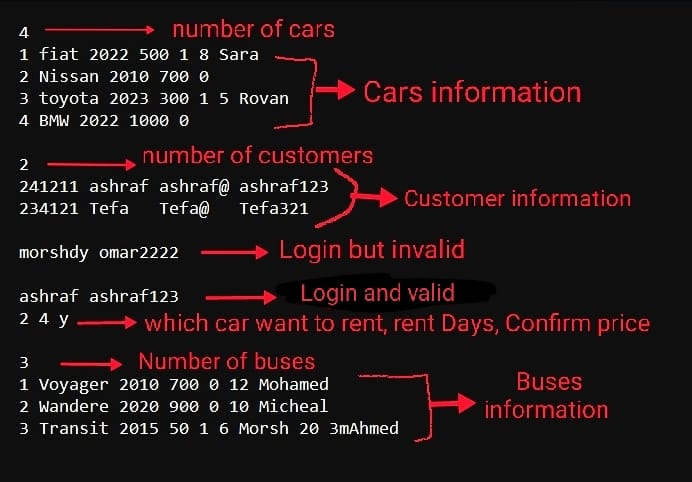 4 number of cars
1 fiat 2022 500 1 8 Sara
2 Nissan 2010 700 0
3 toyota 2023 300 1 5 Rovan
4 BMW 2022 1000 0
Cars information
2 number of customers
241211 ashraf ashraf@ ashraf123
234121 Tefa Tefa@ Tefa321
Customer information
morshdy omar2222 Login but invalid
ashraf ashraf123 Login and valid
2 4 y which car want to rent, rent Days, Confirm price
3 Number of buses
1 Voyager 2010 700 0 12 Mohamed
2 Wandere 2020 900 0 10 Micheal
3 Transit 2015 50 1 6 Morsh 20 3mAhmed
Buses
information